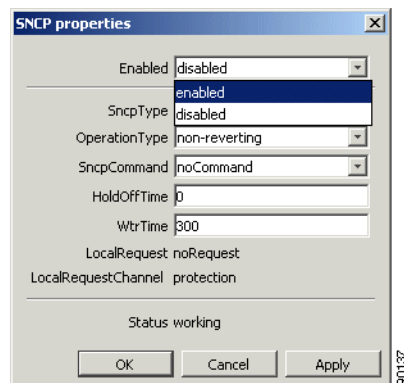 SNCP properties
Enabled disabled
enabled
SncpType disabled
OperationType non-reverting
SncpCommand noCommand
HoldOffTime 0
WtrTime 300
LocalRequest noRequest
LocalRequestChannel protection
Status working
OK Cancel Apply
90137